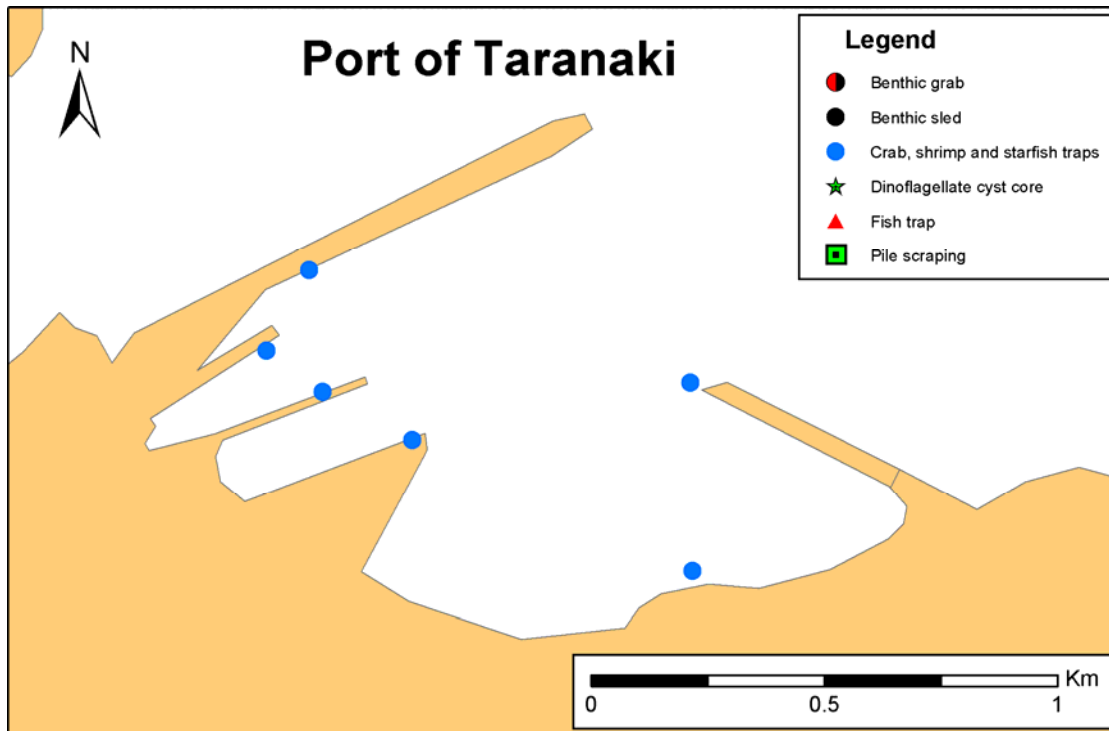 Port of Taranaki
N
Legend
Benthic grab
Benthic sled
Crab, shrimp and starfish traps
Dinoflagellate cyst core
Fish trap
Pile scraping
Km
0 0.5 1